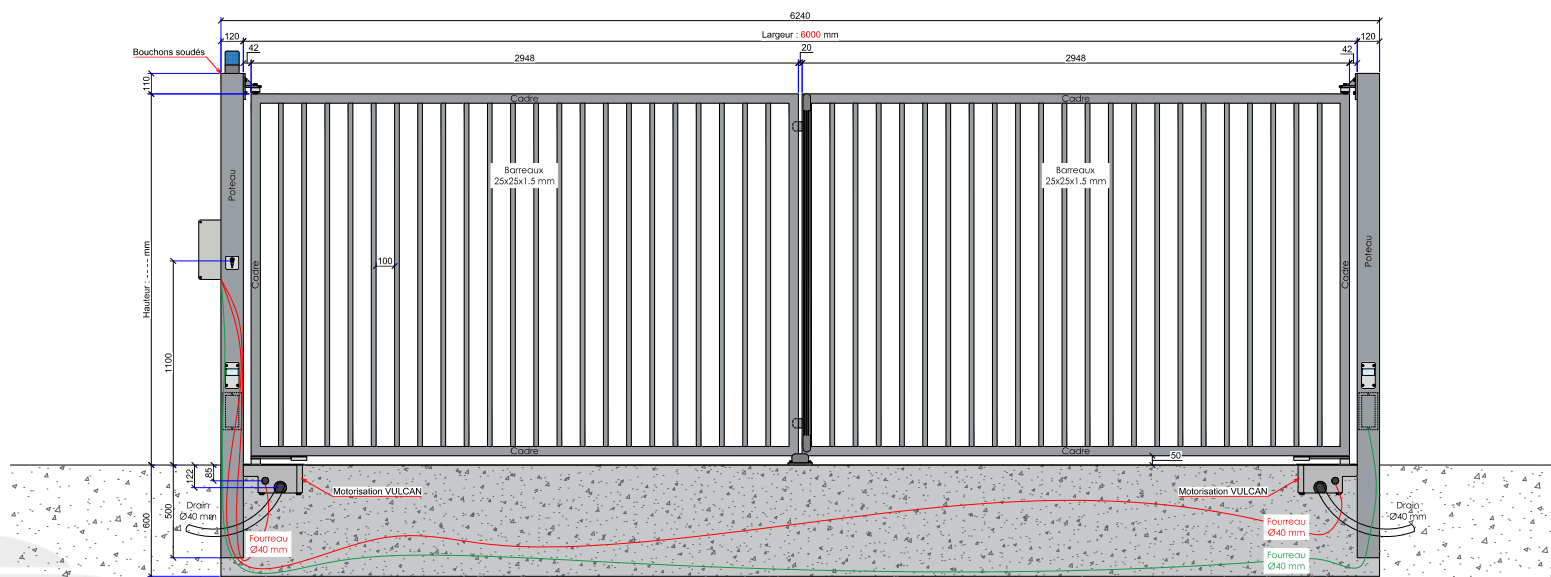 6240
120
Largeur : 6000 mm
120
Bouchons soudés
42
20
42
2948
2948
110
Cadre
Cadre
Barreaux
25x25x1.5 mm
Barreaux
25x25x1.5 mm
Poteau
Poteau
Hauteur : - - - - mm
Cadre
100
Cadre
1100
Cadre
Cadre
50
85
122
500
600
Motorisation VULCAN
Motorisation VULCAN
Drain
Ø40 mm
Drain
Ø40 mm
Fourreau
Ø40 mm
Fourreau
Ø40 mm
Fourreau
Ø40 mm